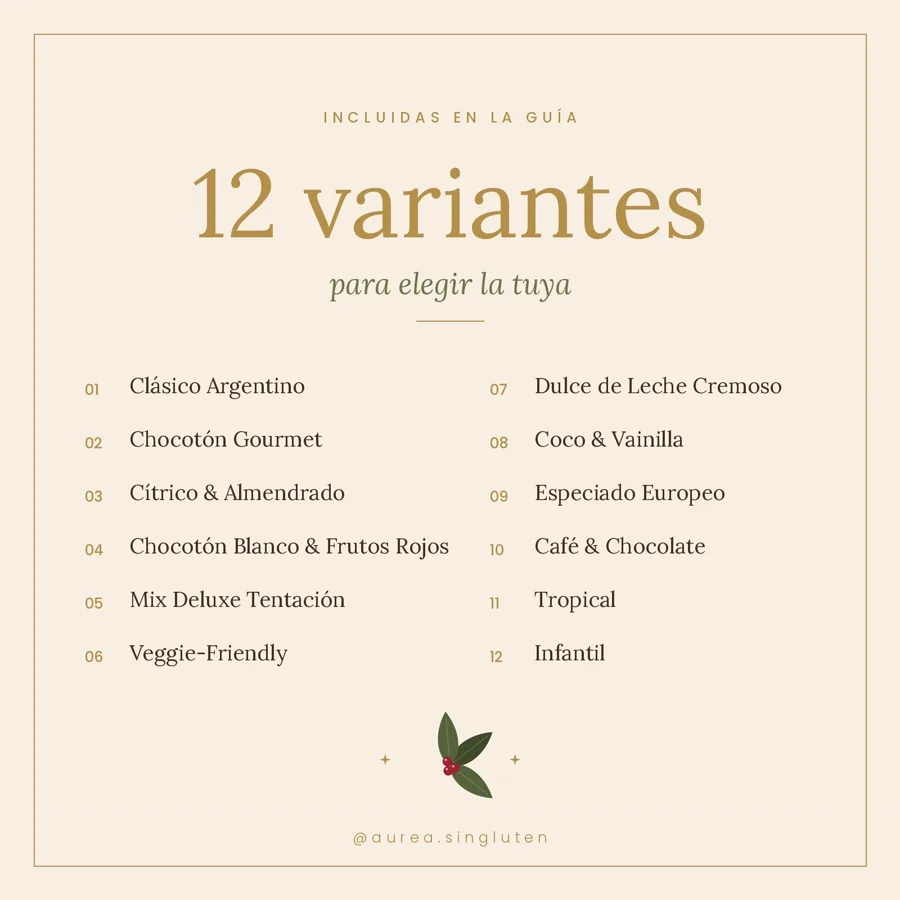 INCLUIDAS EN LA GUÍA
12 variantes
para elegir la tuya
01 Clásico Argentino
02 Chocotón Gourmet
03 Cítrico & Almendrado
04 Chocotón Blanco & Frutos Rojos
05 Mix Deluxe Tentación
06 Veggie-Friendly
07 Dulce de Leche Cremoso
08 Coco & Vainilla
09 Especiado Europeo
10 Café & Chocolate
11 Tropical
12 Infantil
@aurea.singluten